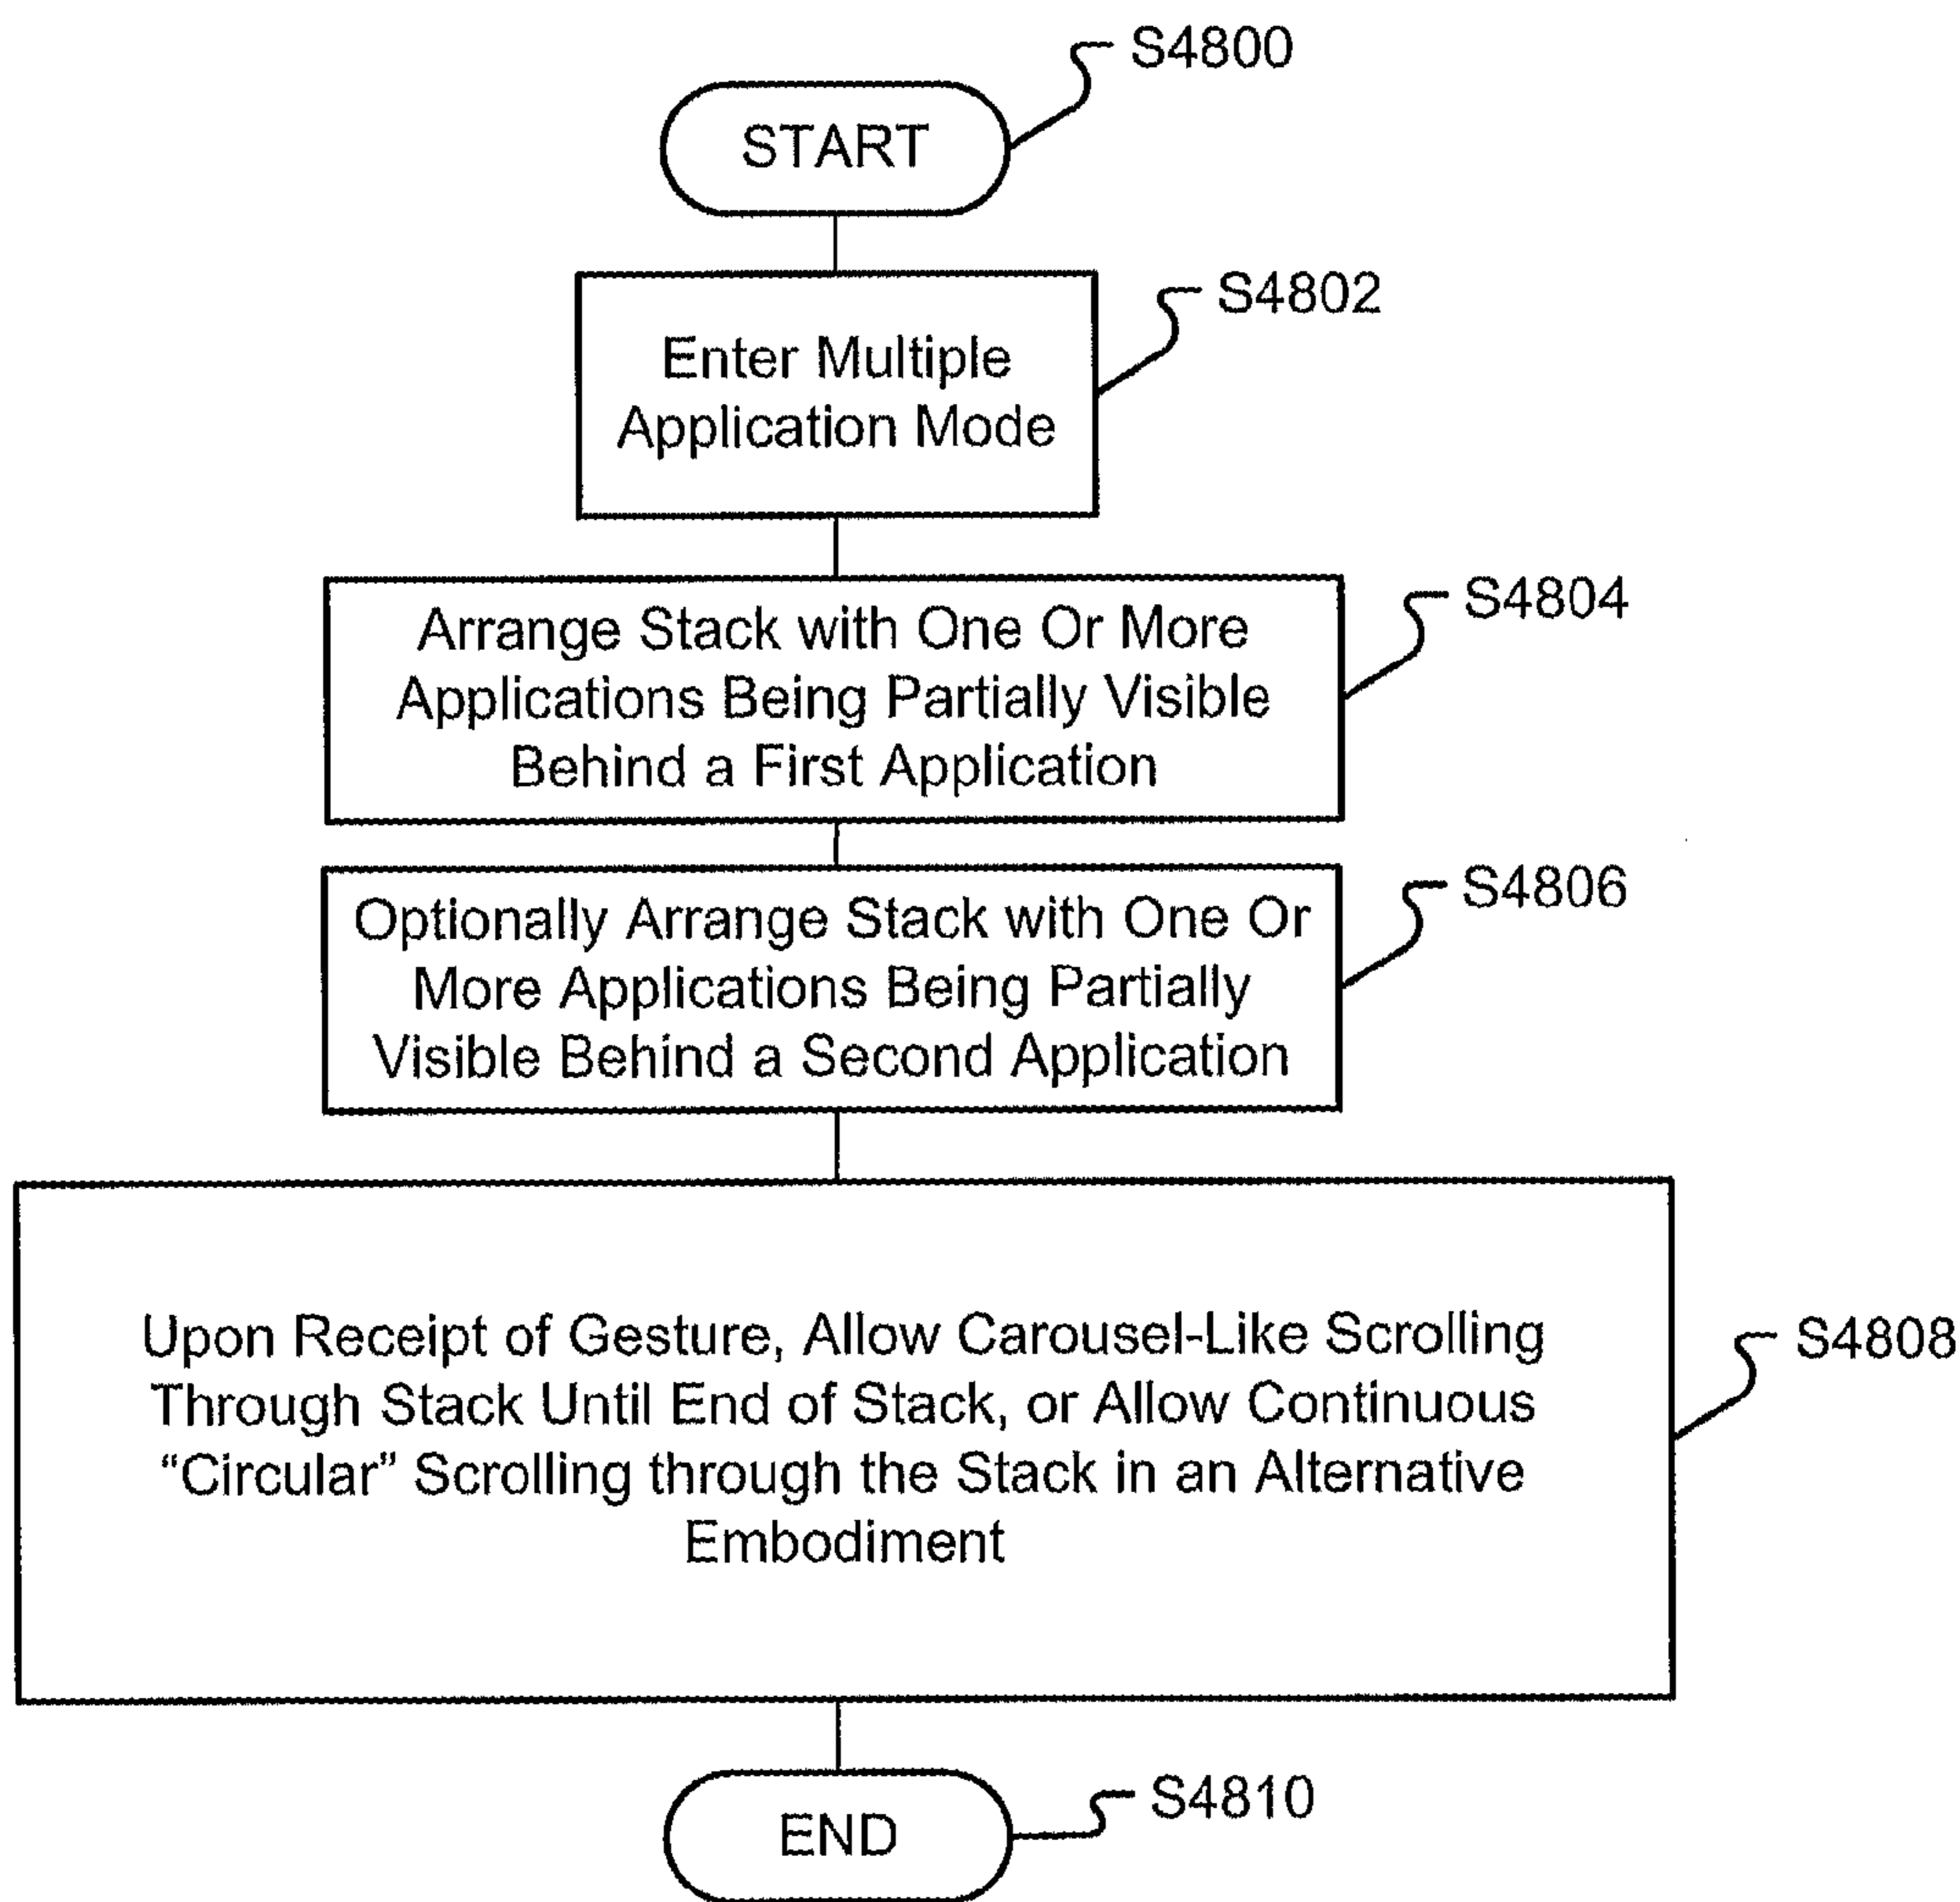 S4800
START
S4802
Enter Multiple
Application Mode
S4804
Arrange Stack with One Or More
Applications Being Partially Visible
Behind a First Application
S4806
Optionally Arrange Stack with One Or
More Applications Being Partially
Visible Behind a Second Application
S4808
Upon Receipt of Gesture, Allow Carousel-Like Scrolling
Through Stack Until End of Stack, or Allow Continuous
“Circular” Scrolling through the Stack in an Alternative
Embodiment
S4810
END